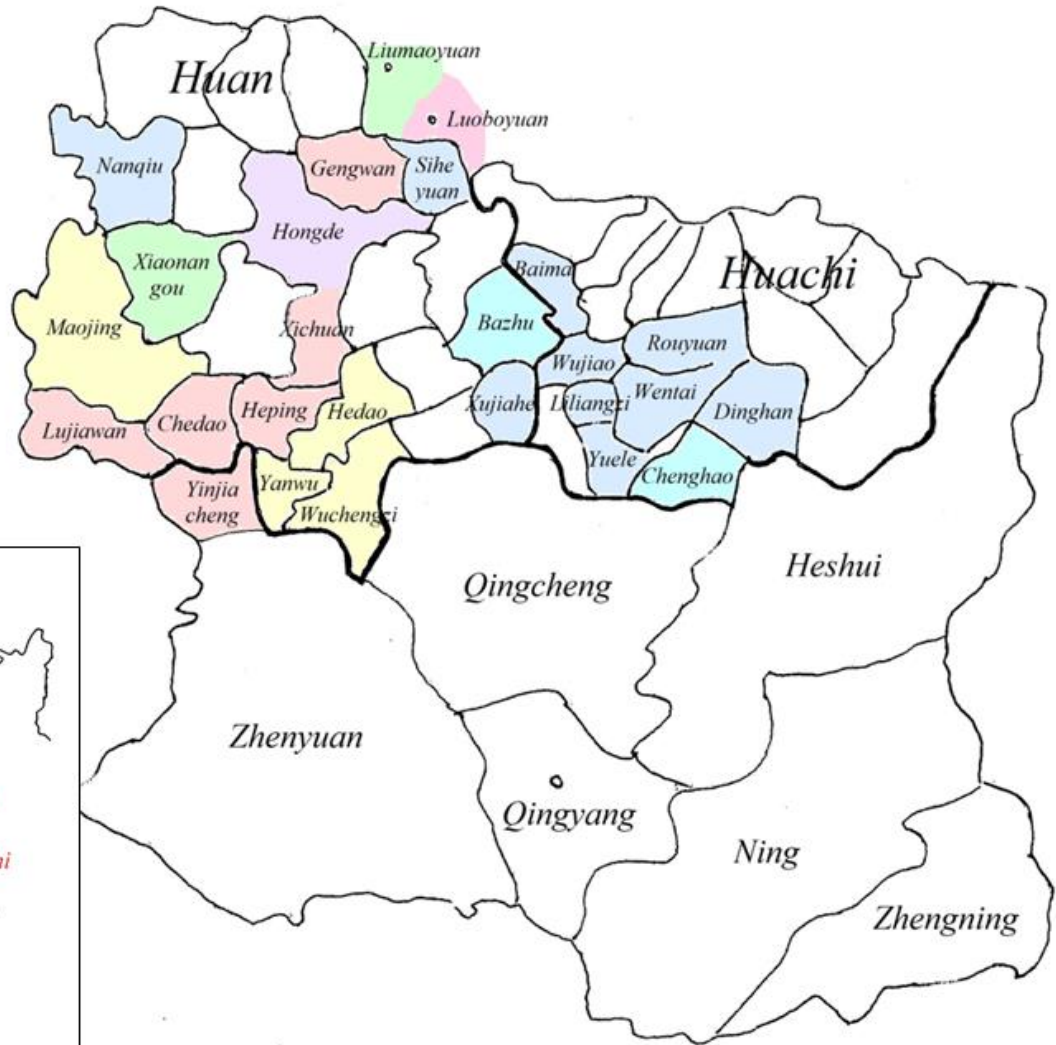 Liumaoyuan
Huan
Luoboyuan
Nanqiu
Gengwan
Sihe
yuan
Hongde
Xiaonan
gou
Baima
Huachi
Maojing
Xichuan
Bazhu
Rouyuan
Wujiao
Lujiawan
Chedao
Heping
Hedao
Xujiahe
Liliangzi
Wentai
Dinghan
Yuele
Chenghao
Yinjia
cheng
Yanwu
Wuchengzi
Qingcheng
Heshui
Zhenyuan
Qingyang
Ning
Zhengning